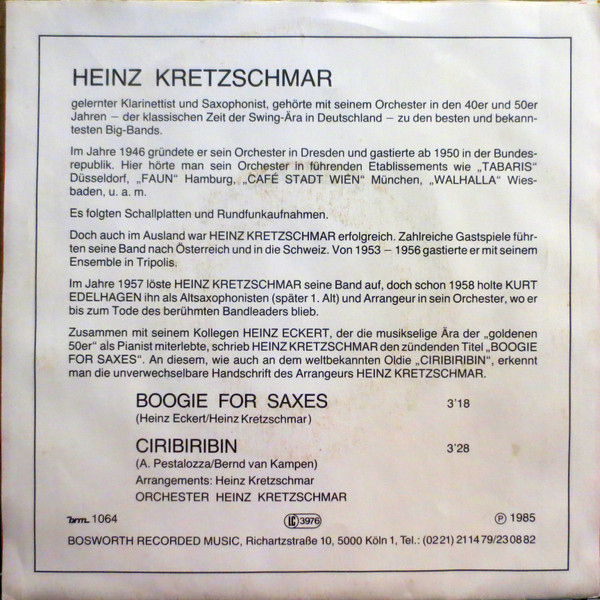 HEINZ KRETZSCHMAR
gelernter Klarinettist und Saxophonist, gehörte mit seinem Orchester in den 40er und 50er
Jahren – der klassischen Zeit der Swing-Ära in Deutschland – zu den besten und bekann-
testen Big-Bands.
Im Jahre 1946 gründete er sein Orchester in Dresden und gastierte ab 1950 in der Bundes-
republik. Hier hörte man sein Orchester in führenden Etablissements wie „TABARIS“
Düsseldorf, „FAUN“ Hamburg, „CAFÉ STADT WIEN“ München, „WALHALLA“ Wies-
baden, u. a. m.
Es folgten Schallplatten und Rundfunkaufnahmen.
Doch auch im Ausland war HEINZ KRETZSCHMAR erfolgreich. Zahlreiche Gastspiele führ-
ten seine Band nach Österreich und in die Schweiz. Von 1953 – 1956 gastierte er mit seinem
Ensemble in Tripolis.
Im Jahre 1957 löste HEINZ KRETZSCHMAR seine Band auf, doch schon 1958 holte KURT
EDELHAGEN ihn als Altsaxophonisten (später 1. Alt) und Arrangeur in sein Orchester, wo er
bis zum Tode des berühmten Bandleaders blieb.
Zusammen mit seinem Kollegen HEINZ ECKERT, der die musikselige Ära der „goldenen
50er“ als Pianist miterlebte, schrieb HEINZ KRETZSCHMAR den zündenden Titel „BOOGIE
FOR SAXES“. An diesem, wie auch an dem weltbekannten Oldie „CIRIBIRIBIN“, erkennt
man die unverwechselbare Handschrift des Arrangeurs HEINZ KRETZSCHMAR.
BOOGIE FOR SAXES 3'18
(Heinz Eckert/Heinz Kretzschmar)
CIRIBIRIBIN 3'28
(A. Pestalozza/Bernd van Kampen)
Arrangements: Heinz Kretzschmar
ORCHESTER HEINZ KRETZSCHMAR
brm 1064 LC 3976 ℗ 1985
BOSWORTH RECORDED MUSIC, Richartzstraße 10, 5000 Köln 1, Tel.: (0221) 21 14 79/23 08 82